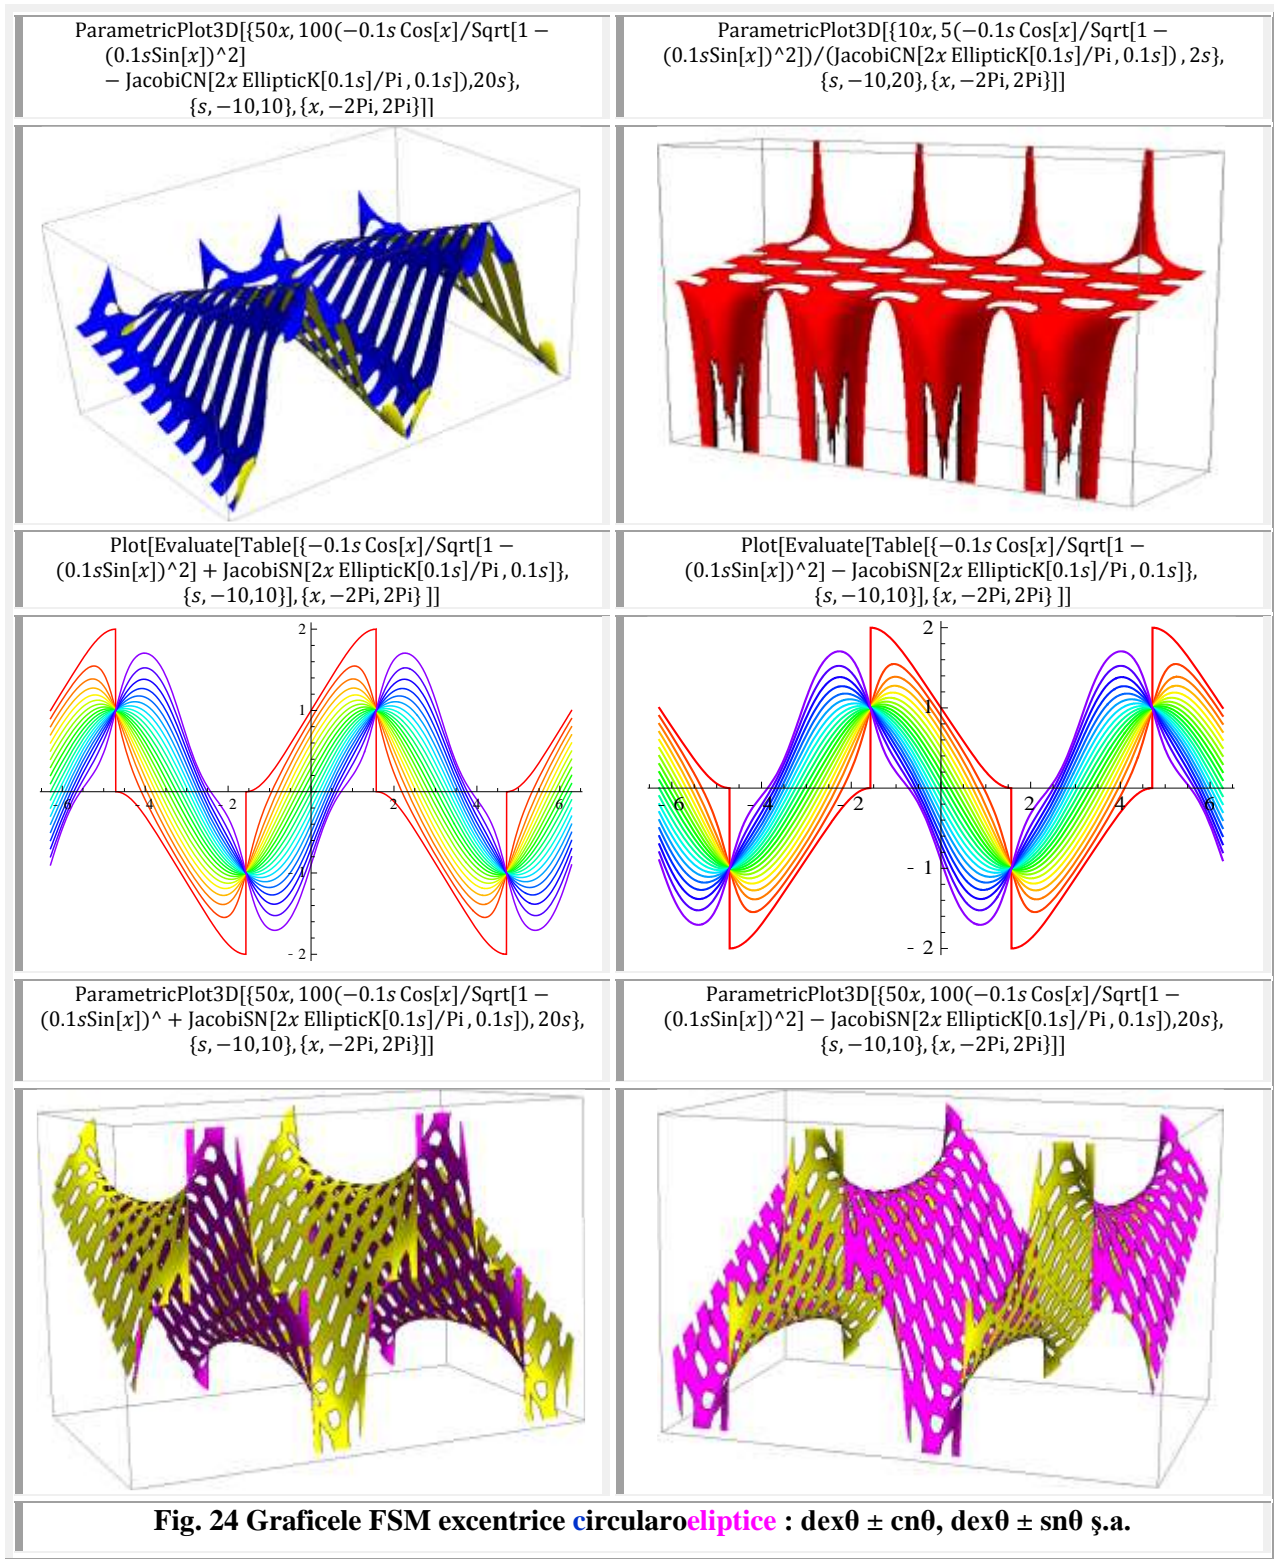 ParametricPlot3D[{50x, 100(−0.1s Cos[x]/Sqrt[1 −
(0.1sSin[x])^2]
− JacobiCN[2x EllipticK[0.1s]/Pi , 0.1s]),20s},
{s, −10,10}, {x, −2Pi, 2Pi}]]
ParametricPlot3D[{10x, 5(−0.1s Cos[x]/Sqrt[1 −
(0.1sSin[x])^2])/(JacobiCN[2x EllipticK[0.1s]/Pi , 0.1s]) , 2s},
{s, −10,20}, {x, −2Pi, 2Pi}]]
Plot[Evaluate[Table[{−0.1s Cos[x]/Sqrt[1 −
(0.1sSin[x])^2] + JacobiSN[2x EllipticK[0.1s]/Pi , 0.1s]},
{s, −10,10}], {x, −2Pi, 2Pi} ]]
Plot[Evaluate[Table[{−0.1s Cos[x]/Sqrt[1 −
(0.1sSin[x])^2] − JacobiSN[2x EllipticK[0.1s]/Pi , 0.1s]},
{s, −10,10}], {x, −2Pi, 2Pi} ]]
2
1
- 6 - 4 - 2 2 4 6
- 1
- 2
2
1
- 6 - 4 - 2 2 4 6
- 1
- 2
ParametricPlot3D[{50x, 100(−0.1s Cos[x]/Sqrt[1 −
(0.1sSin[x])^ + JacobiSN[2x EllipticK[0.1s]/Pi , 0.1s]), 20s},
{s, −10,10}, {x, −2Pi, 2Pi}]]
ParametricPlot3D[{50x, 100(−0.1s Cos[x]/Sqrt[1 −
(0.1sSin[x])^2] − JacobiSN[2x EllipticK[0.1s]/Pi , 0.1s]),20s},
{s, −10,10}, {x, −2Pi, 2Pi}]]
Fig. 24 Graficele FSM excentrice circularoeliptice : dexθ ± cnθ, dexθ ± snθ ş.a.